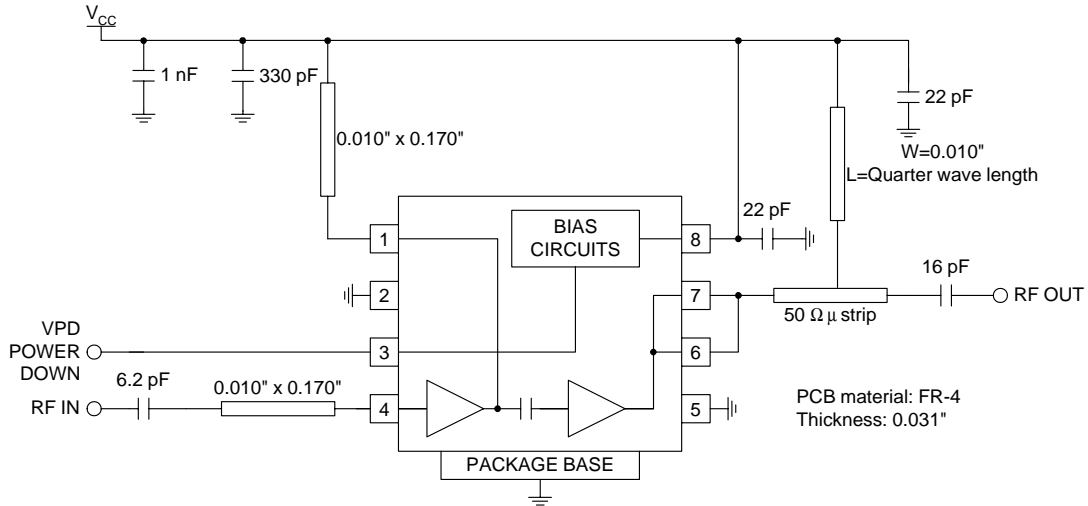 VCC
1 nF
330 pF
22 pF
0.010" x 0.170"
W=0.010"
L=Quarter wave length
22 pF
BIAS
CIRCUITS
1
8
2
7
16 pF
RF OUT
50 Ω µ strip
VPD
POWER
DOWN
3
6
6.2 pF
0.010" x 0.170"
RF IN
4
5
PCB material: FR-4
Thickness: 0.031"
PACKAGE BASE